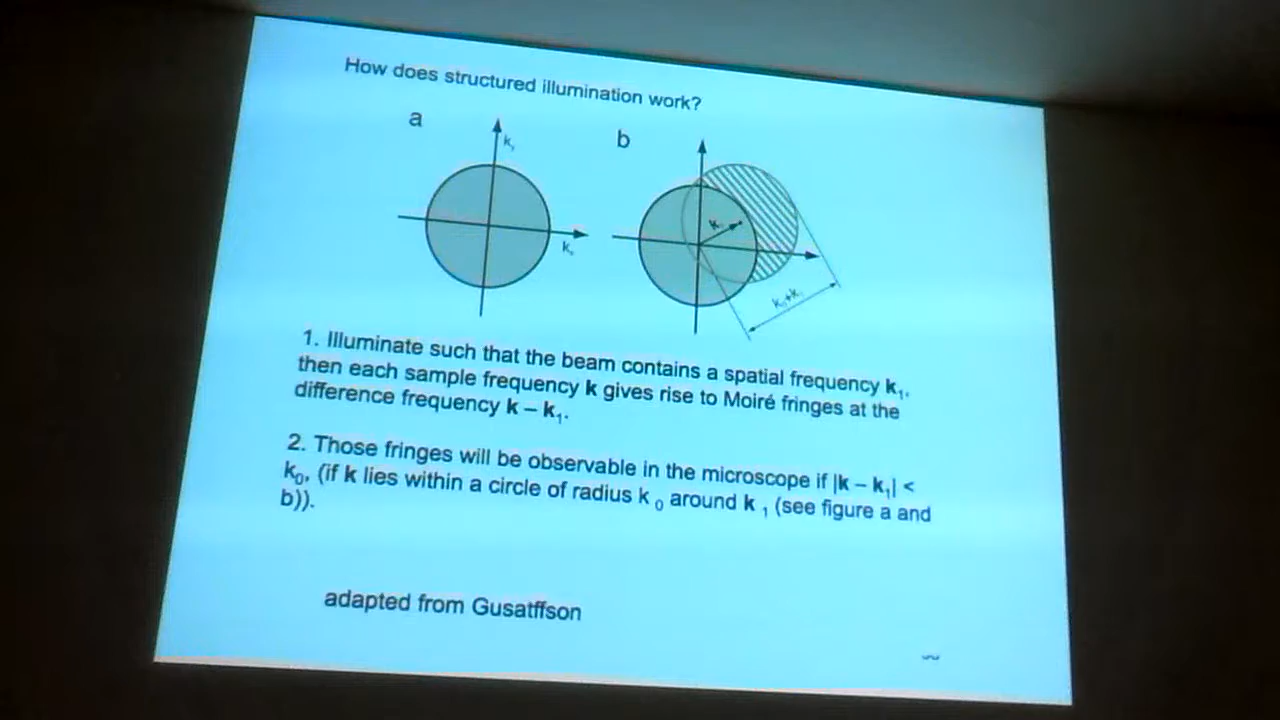 How does structured illumination work?
a
b
1. Illuminate such that the beam contains a spatial frequency k₁,
then each sample frequency k gives rise to Moiré fringes at the
difference frequency k – k₁.
2. Those fringes will be observable in the microscope if |k – k₁| <
k₀, (if k lies within a circle of radius k ₀ around k ₁ (see figure a and
b)).
adapted from Gusatffson